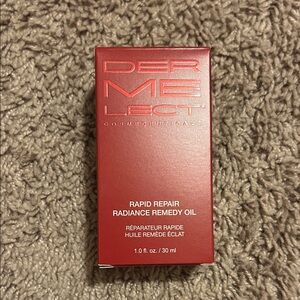 DER
ME
LECT
COSMECEUTICALS
RAPID REPAIR
RADIANCE REMEDY OIL
RÉPARATEUR RAPIDE
HUILE REMÈDE ÉCLAT
1.0 fl. oz. / 30 ml